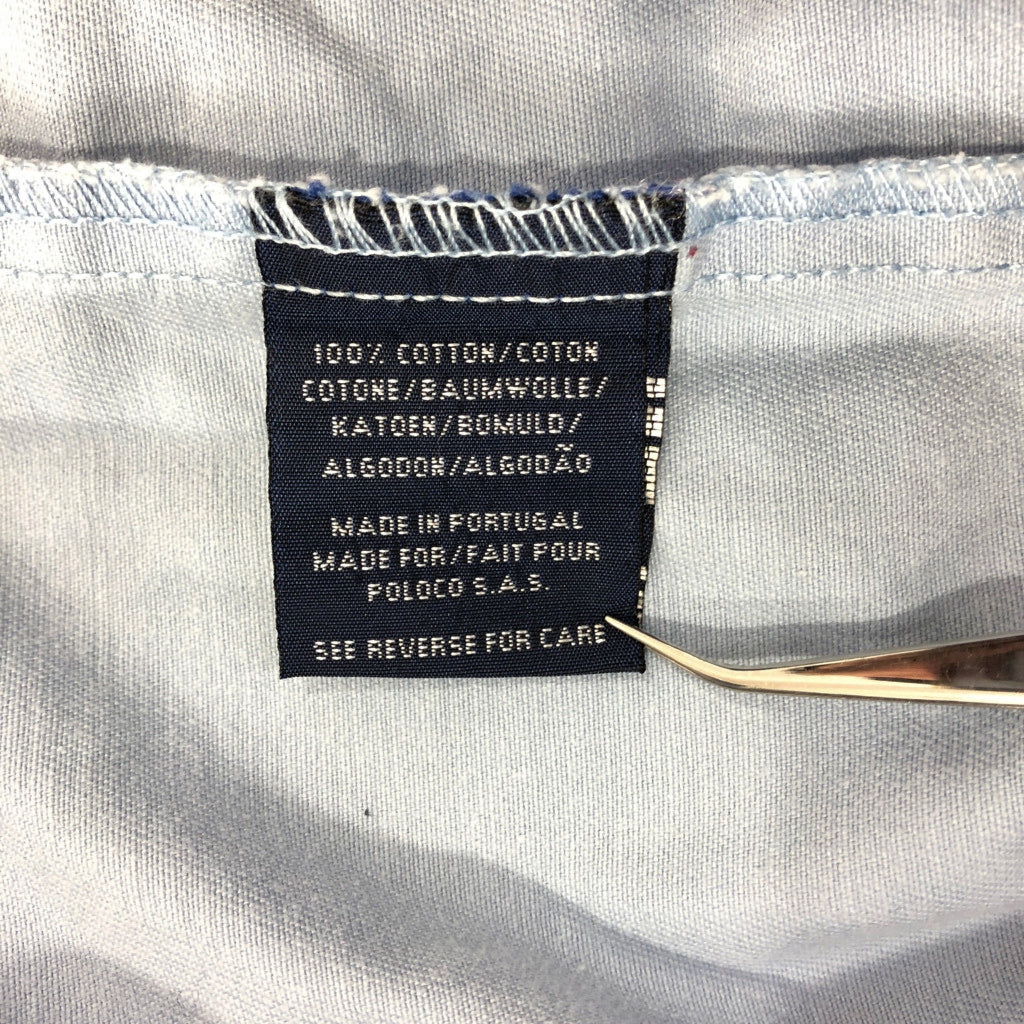 100% COTTON/COTON
COTONE/BAUMWOLLE/
KATOEN/BOMULD/
ALGODON/ALGODÃO
MADE IN PORTUGAL
MADE FOR/FAIT POUR
POLOCO S.A.S.
SEE REVERSE FOR CARE